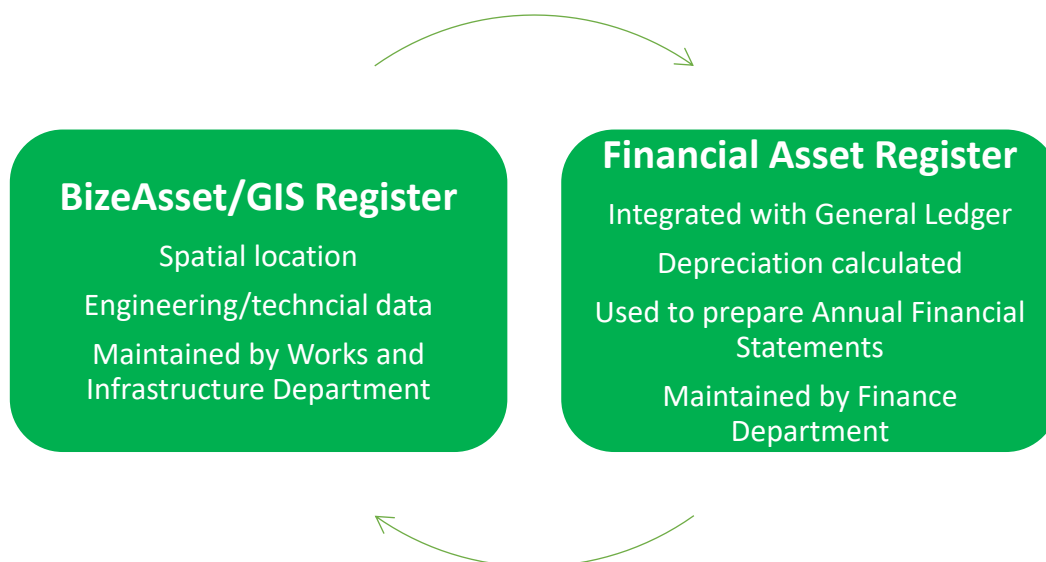 BizeAsset/GIS Register
Spatial location
Engineering/techncial data
Maintained by Works and
Infrastructure Department
Financial Asset Register
Integrated with General Ledger
Depreciation calculated
Used to prepare Annual Financial
Statements
Maintained by Finance
Department